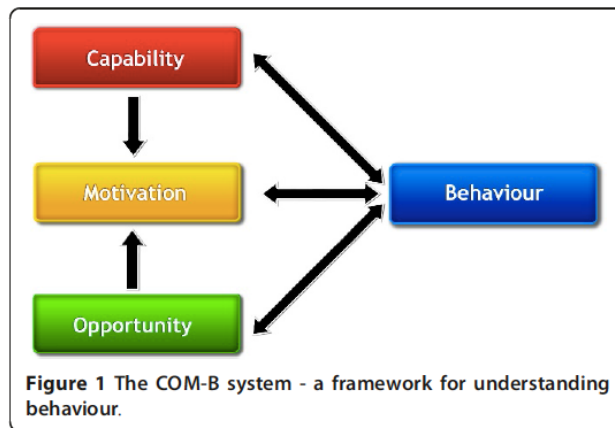 Capability
Motivation
Behaviour
Opportunity
Figure 1 The COM-B system - a framework for understanding
behaviour.